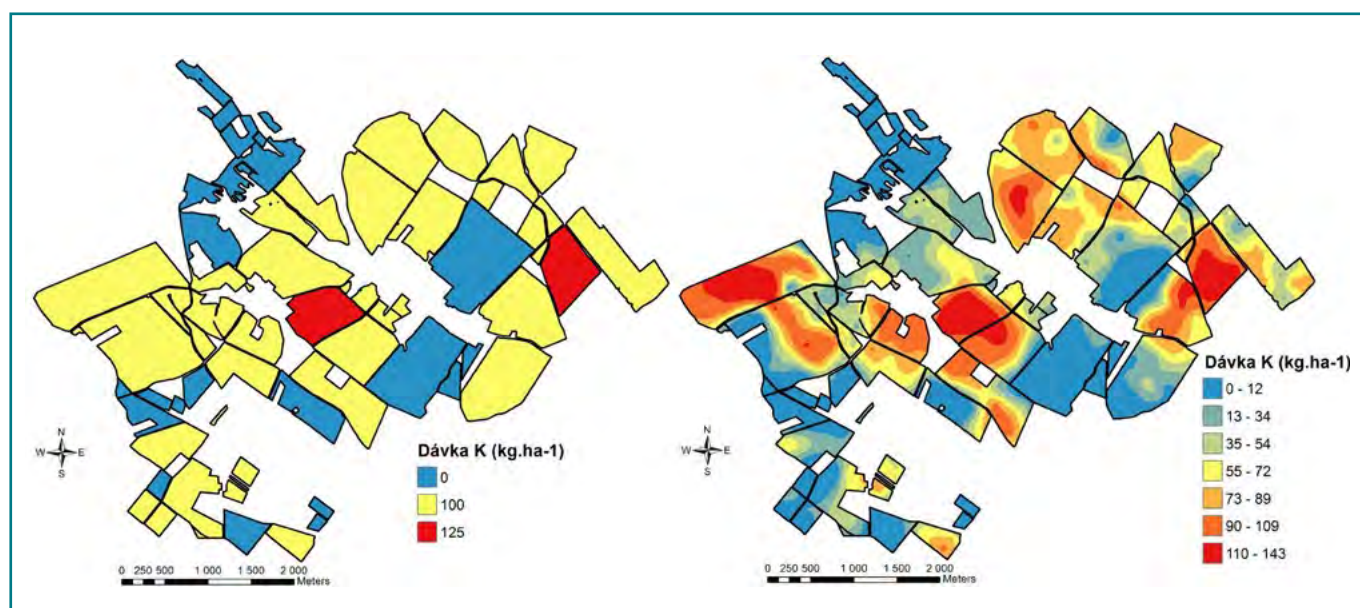 N
W E
S
Dávka K (kg.ha-1)
0
100
125
0 250 500 1 000 1 500 2 000
Meters
N
W E
S
Dávka K (kg.ha-1)
0 - 12
13 - 34
35 - 54
55 - 72
73 - 89
90 - 109
110 - 143
0 250 500 1 000 1 500 2 000
Meters